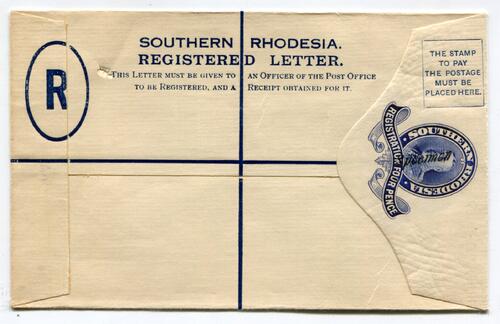 SOUTHERN RHODESIA.
REGISTERED LETTER.
THIS LETTER MUST BE GIVEN TO AN OFFICER OF THE POST OFFICE
TO BE REGISTERED, AND A RECEIPT OBTAINED FOR IT.
R
THE STAMP
TO PAY
THE POSTAGE
MUST BE
PLACED HERE.
REGISTRATION FOUR PENCE
SOUTHERN
RHODESIA
Specimen